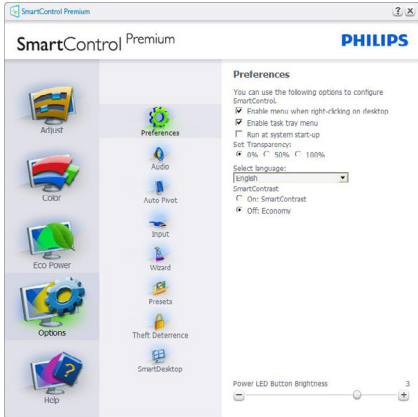 SmartControl Premium
SmartControl Premium
PHILIPS
Adjust
Color
Eco Power
Options
Help
Preferences
Audio
Auto Pivot
Input
Wizard
Presets
Theft Deterrence
SmartDesktop
Preferences
You can use the following options to configure
SmartControl.
Enable menu when right-clicking on desktop
Enable task tray menu
Run at system start-up
Set Transparency:
0% 50% 100%
Select language:
English
SmartContrast
On: SmartContrast
Off: Economy
Power LED Button Brightness 3